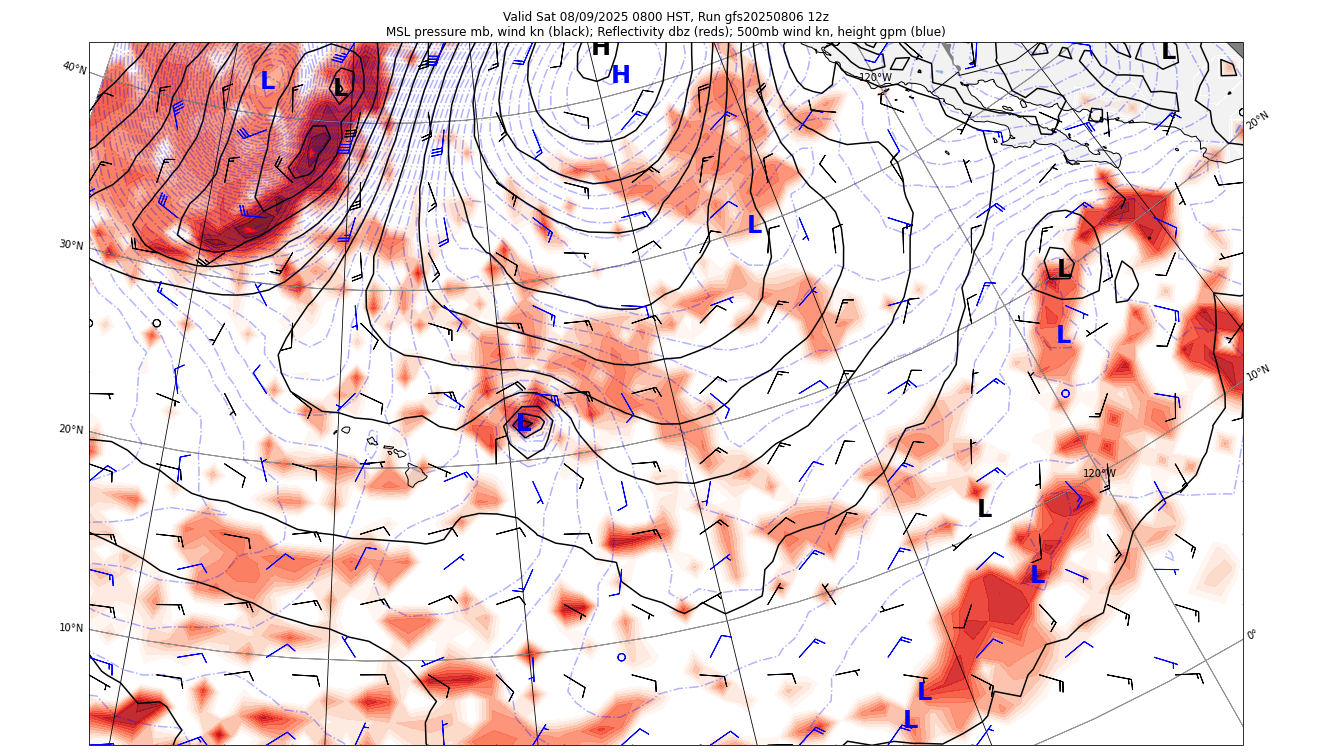 Valid Sat 08/09/2025 0800 HST, Run gfs20250806 12z
MSL pressure mb, wind kn (black); Reflectivity dbz (reds); 500mb wind kn, height gpm (blue)
H
L
40°N
L
L
H
120°W
20°N
L
30°N
L
L
10°N
L
20°N
120°W
L
L
10°N
0°
L
L